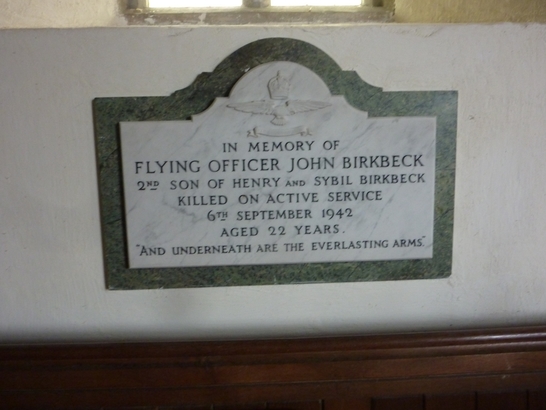 IN MEMORY OF
FLYING OFFICER JOHN BIRKBECK
2ND SON OF HENRY AND SYBIL BIRKBECK
KILLED ON ACTIVE SERVICE
6TH SEPTEMBER 1942
AGED 22 YEARS.
"AND UNDERNEATH ARE THE EVERLASTING ARMS."